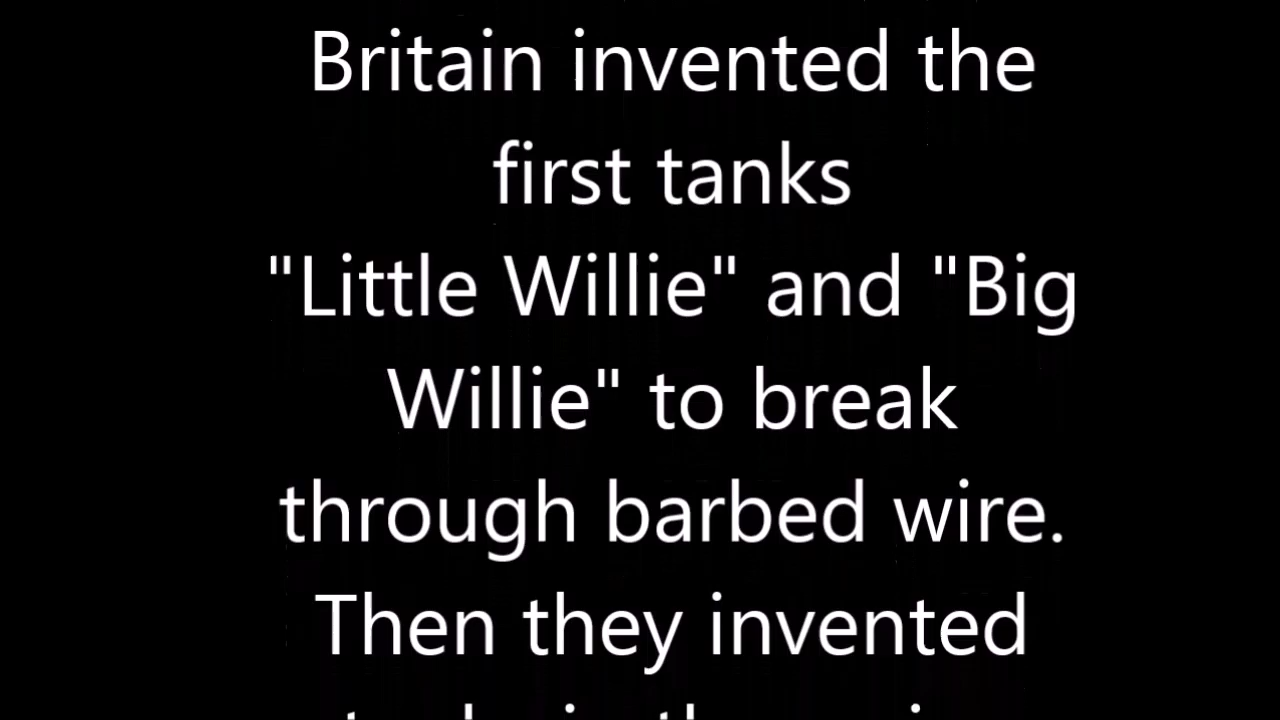 Britain invented the
first tanks
"Little Willie" and "Big
Willie" to break
through barbed wire.
Then they invented